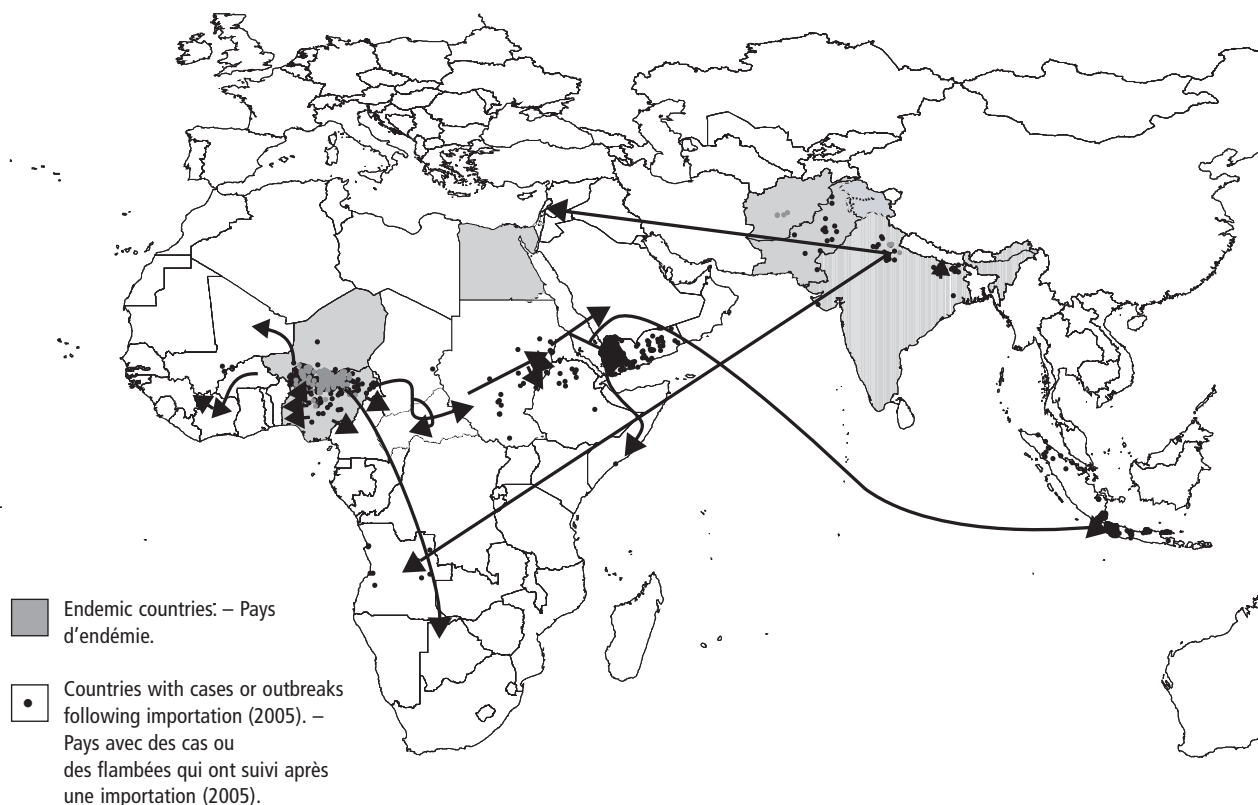 Endemic countries. – Pays
d'endémie.
Countries with cases or outbreaks
following importation (2005). –
Pays avec des cas ou
des flambées qui ont suivi après
une importation (2005).